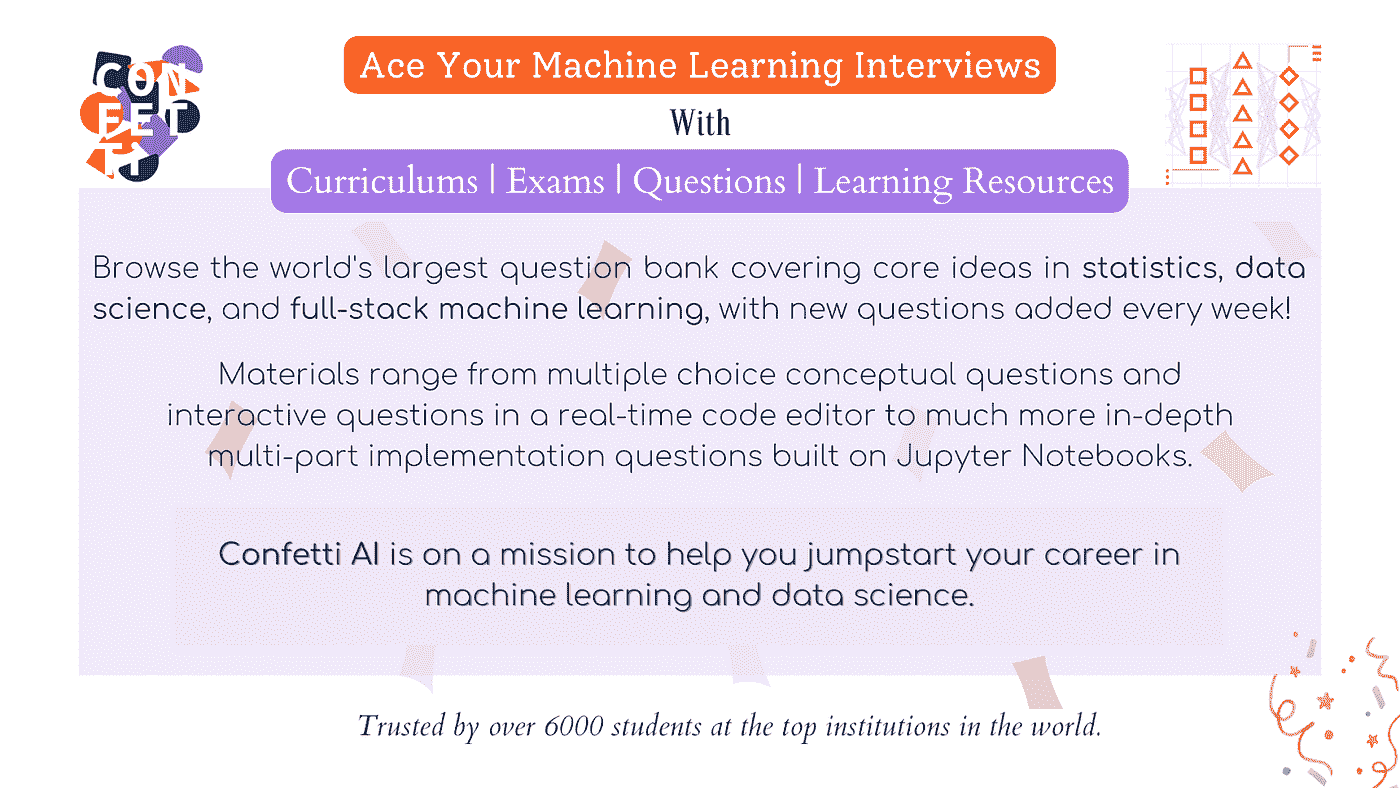 CON
FET
TI
Ace Your Machine Learning Interviews
With
Curriculums | Exams | Questions | Learning Resources
Browse the world's largest question bank covering core ideas in statistics, data
science, and full-stack machine learning, with new questions added every week!
Materials range from multiple choice conceptual questions and
interactive questions in a real-time code editor to much more in-depth
multi-part implementation questions built on Jupyter Notebooks.
Confetti AI is on a mission to help you jumpstart your career in
machine learning and data science.
Trusted by over 6000 students at the top institutions in the world.